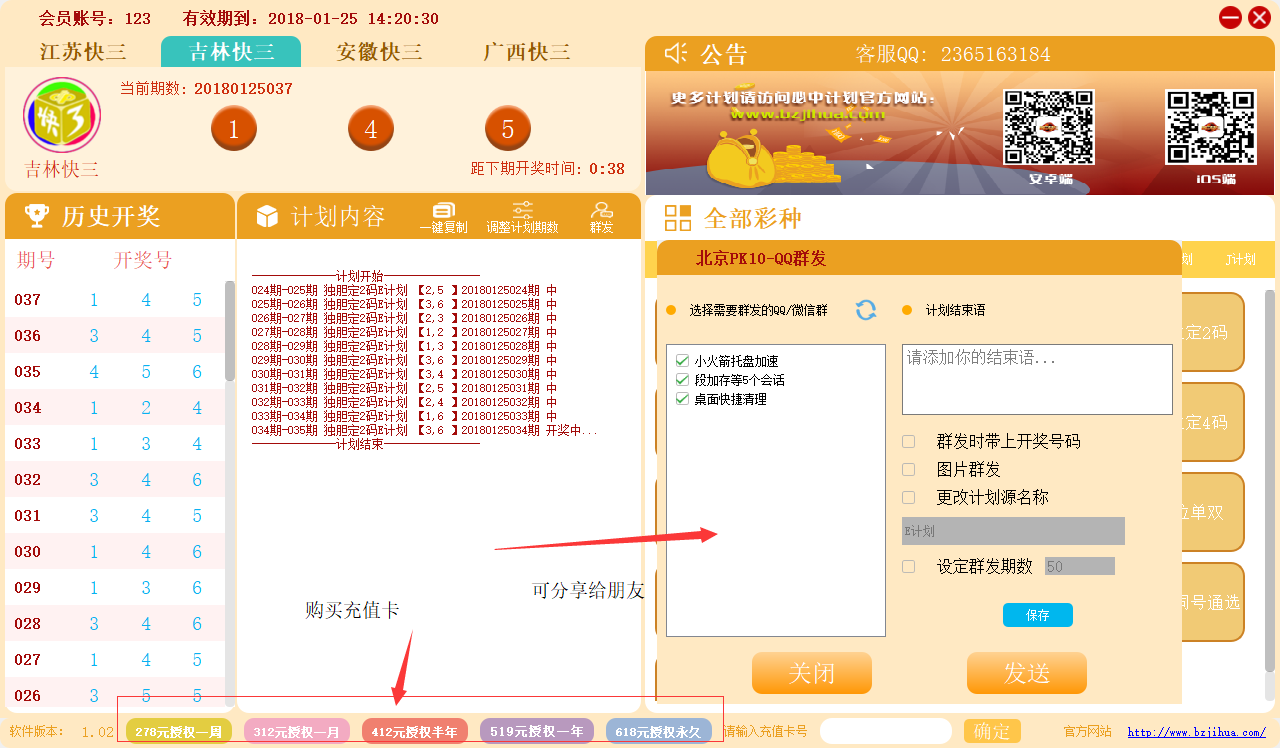 会员账号：123 有效期到：2018-01-25 14:20:30
江苏快三 吉林快三 安徽快三 广西快三
当前期数：20180125037
快3
1 4 5
吉林快三
距下期开奖时间：0:38
公告 客服QQ：2365163184
更多计划请访问必中计划官方网站：
www.bzjihua.com
安卓端 iOS端
历史开奖
期号 开奖号
037 1 4 5
036 3 4 5
035 4 5 6
034 1 2 4
033 1 3 4
032 3 4 6
031 3 4 5
030 1 4 6
029 1 3 6
028 3 4 6
027 1 4 5
026 3 5 5
计划内容 一键复制 调整计划期数 群发
————————计划开始————————
024期-025期 独胆定2码E计划 【2,5 】20180125024期 中
025期-026期 独胆定2码E计划 【3,6 】20180125025期 中
026期-027期 独胆定2码E计划 【2,3 】20180125026期 中
027期-028期 独胆定2码E计划 【1,2 】20180125027期 中
028期-029期 独胆定2码E计划 【1,3 】20180125028期 中
029期-030期 独胆定2码E计划 【3,6 】20180125029期 中
030期-031期 独胆定2码E计划 【3,4 】20180125030期 中
031期-032期 独胆定2码E计划 【2,5 】20180125031期 中
032期-033期 独胆定2码E计划 【2,4 】20180125032期 中
033期-034期 独胆定2码E计划 【1,6 】20180125033期 中
034期-035期 独胆定2码E计划 【3,6 】20180125034期 开奖中...
————————计划结束————————
购买充值卡
可分享给朋友
全部彩种
划 J计划
定2码
定4码
位单双
同号通选
北京PK10-QQ群发
选择需要群发的QQ/微信群
小火箭托盘加速
段加存等5个会话
桌面快捷清理
计划结束语
请添加你的结束语...
群发时带上开奖号码
图片群发
更改计划源名称
E计划
设定群发期数 50
保存
关闭 发送
软件版本： 1.02 278元授权一周 312元授权一月 412元授权半年 519元授权一年 618元授权永久 请输入充值卡号 确定 官方网站 http://www.bzjihua.com/